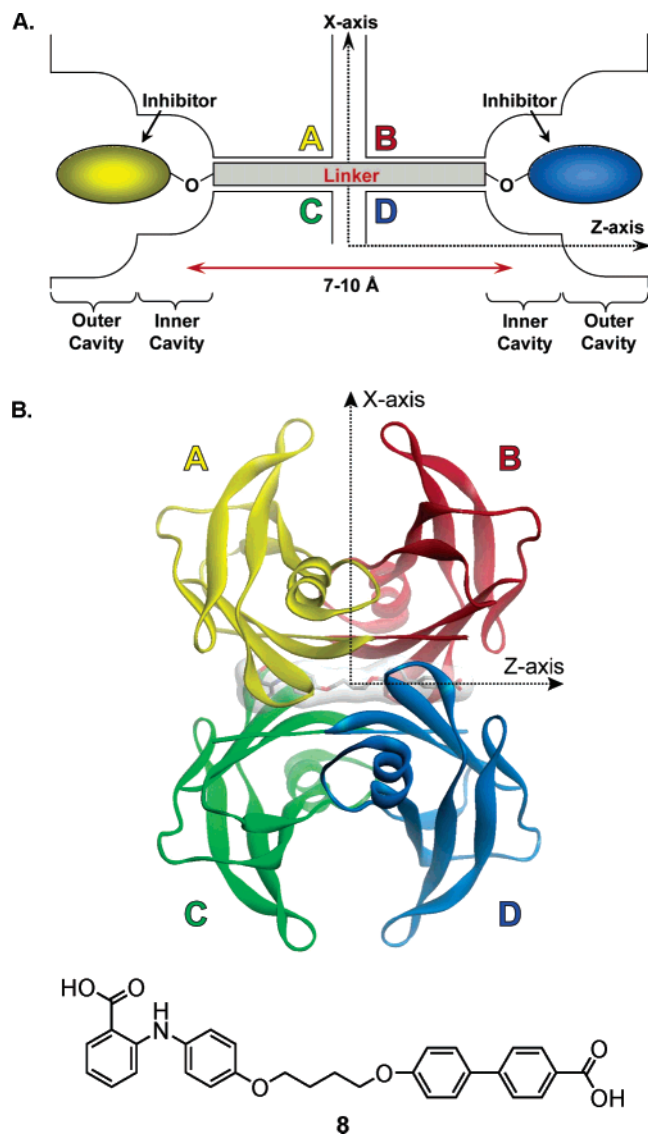 A.
X-axis
Inhibitor
Inhibitor
A
B
O
Linker
O
C
D
Z-axis
7-10 Å
Outer Cavity
Inner Cavity
Inner Cavity
Outer Cavity
B.
X-axis
A
B
Z-axis
C
D
HO
O
H
N
O
O
O
OH
8